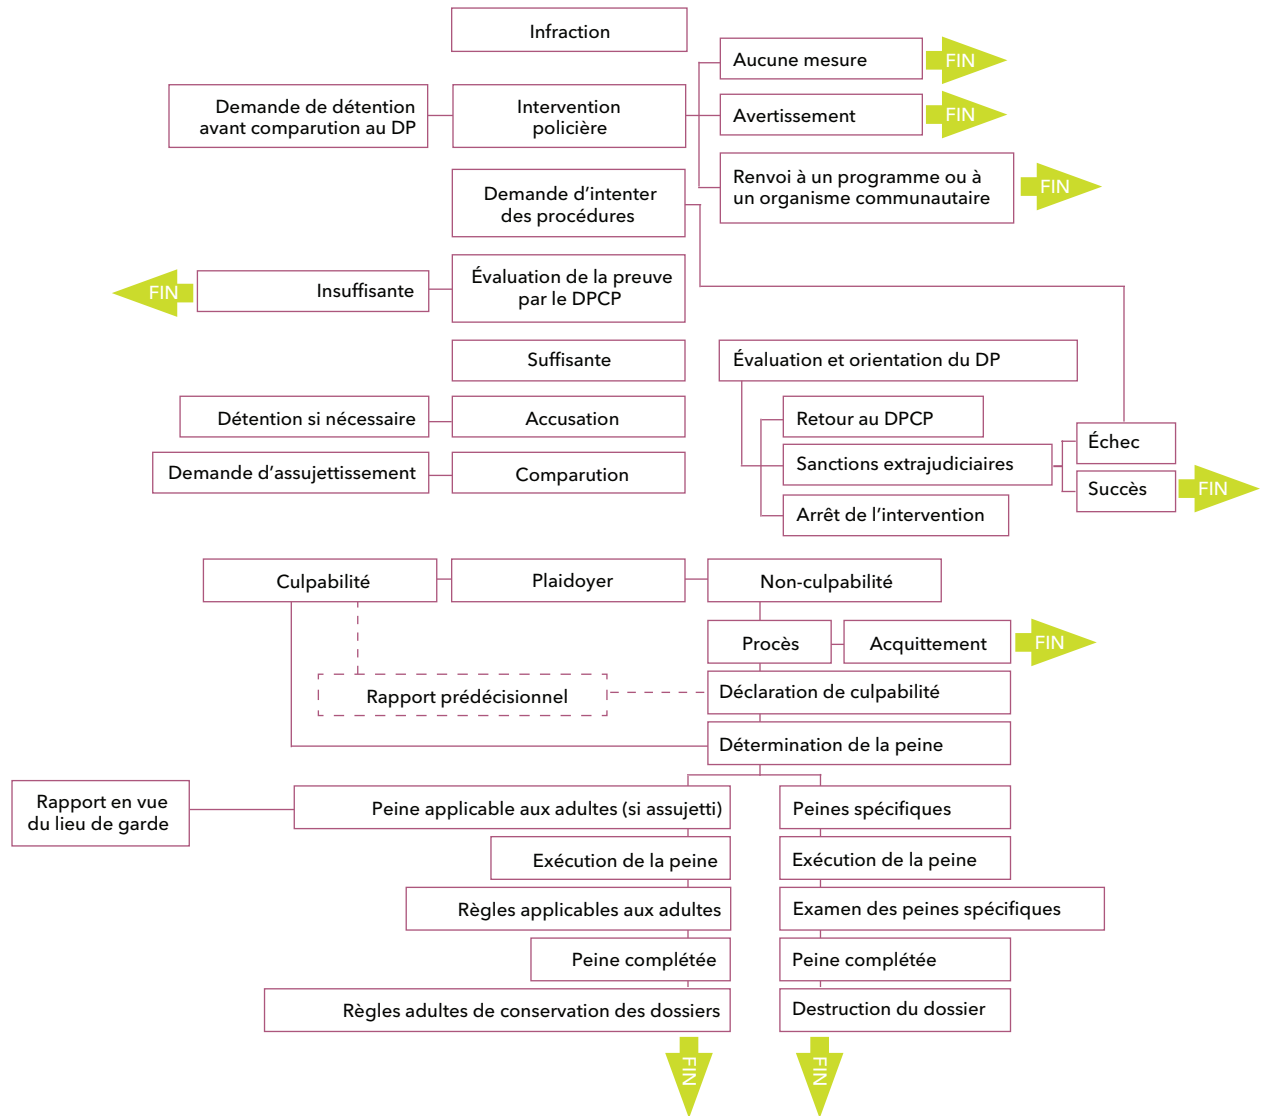 Infraction
Aucune mesure
FIN
Demande de détention
avant comparution au DP
Intervention
policière
Avertissement
FIN
Renvoi à un programme ou à
un organisme communautaire
FIN
Demande d’intenter
des procédures
FIN
Insuffisante
Évaluation de la preuve
par le DPCP
Suffisante
Évaluation et orientation du DP
Détention si nécessaire
Accusation
Retour au DPCP
Échec
Demande d’assujettissement
Comparution
Sanctions extrajudiciaires
Succès
FIN
Arrêt de l’intervention
Culpabilité
Plaidoyer
Non-culpabilité
Procès
Acquittement
FIN
Rapport prédécisionnel
Déclaration de culpabilité
Détermination de la peine
Rapport en vue
du lieu de garde
Peine applicable aux adultes (si assujetti)
Peines spécifiques
Exécution de la peine
Exécution de la peine
Règles applicables aux adultes
Examen des peines spécifiques
Peine complétée
Peine complétée
Règles adultes de conservation des dossiers
Destruction du dossier
FIN
FIN